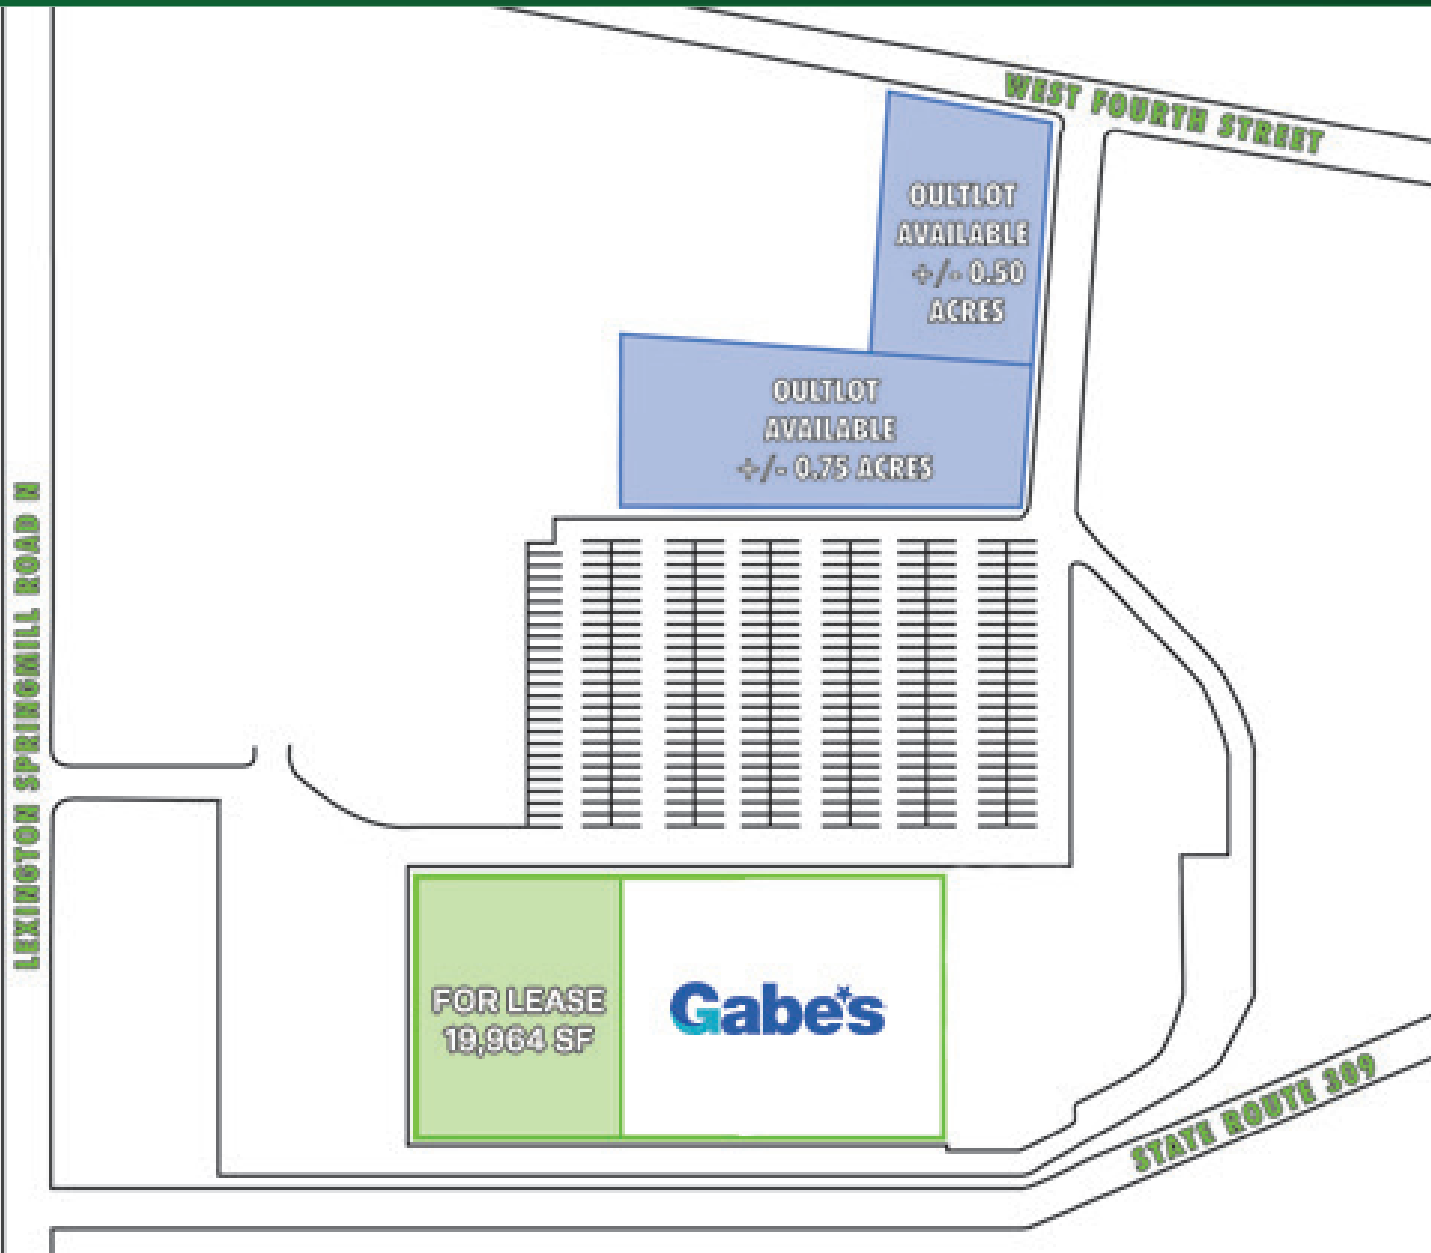 WEST FOURTH STREET
OULTLOT
AVAILABLE
+/- 0.50
ACRES
OULTLOT
AVAILABLE
+/- 0.75 ACRES
LEXINGTON SPRINGMILL ROAD N
FOR LEASE
19,964 SF
Gabe's
STATE ROUTE 309